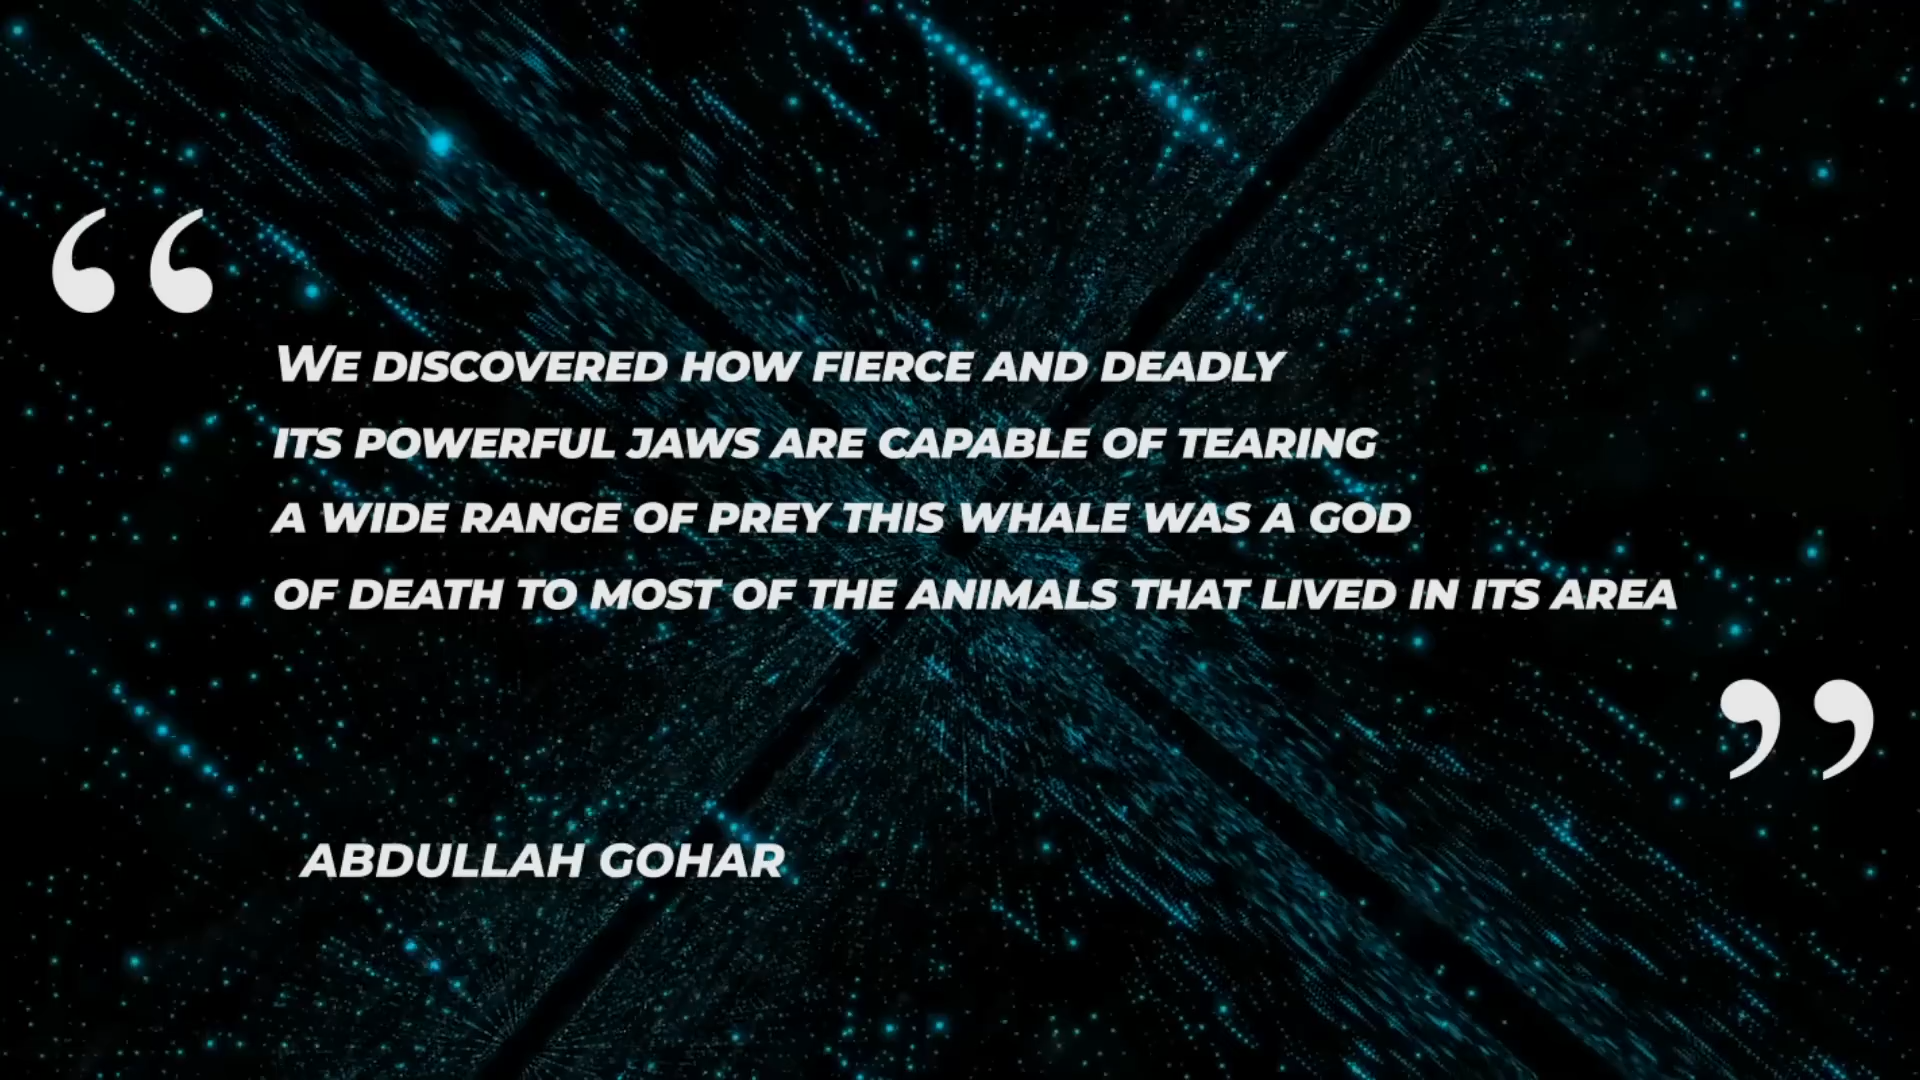 “
WE DISCOVERED HOW FIERCE AND DEADLY
ITS POWERFUL JAWS ARE CAPABLE OF TEARING
A WIDE RANGE OF PREY THIS WHALE WAS A GOD
OF DEATH TO MOST OF THE ANIMALS THAT LIVED IN ITS AREA
”
ABDULLAH GOHAR